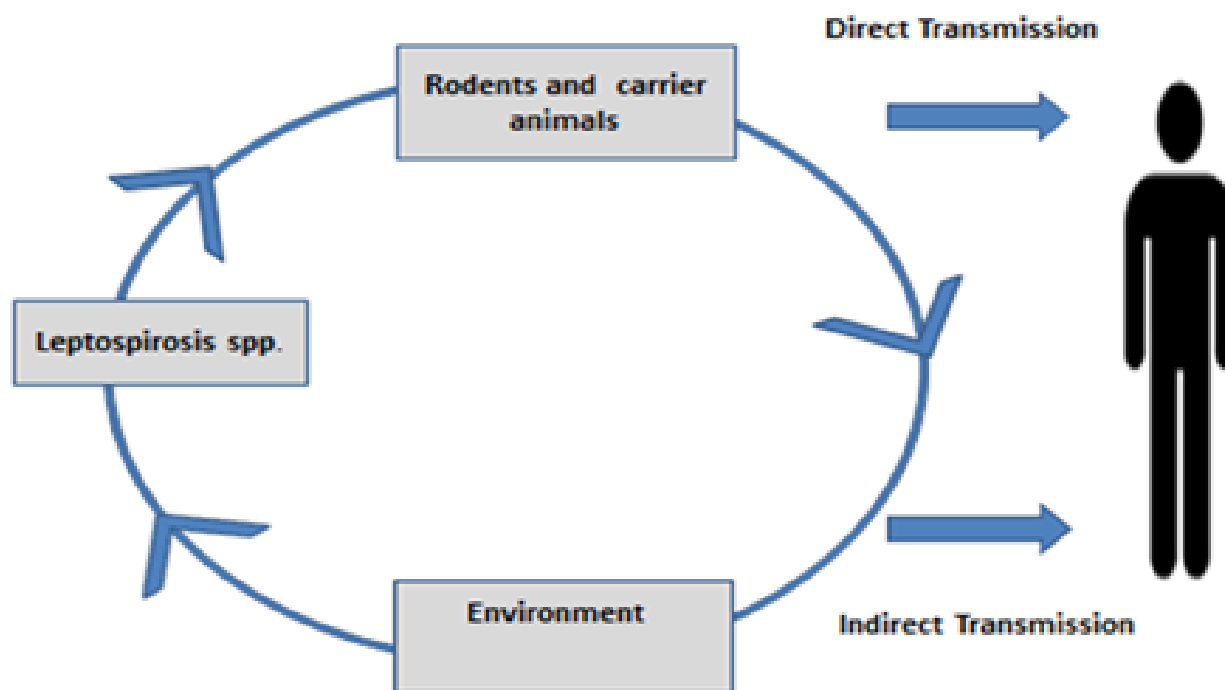 Direct Transmission
Rodents and carrier
animals
Leptospirosis spp.
Environment
Indirect Transmission